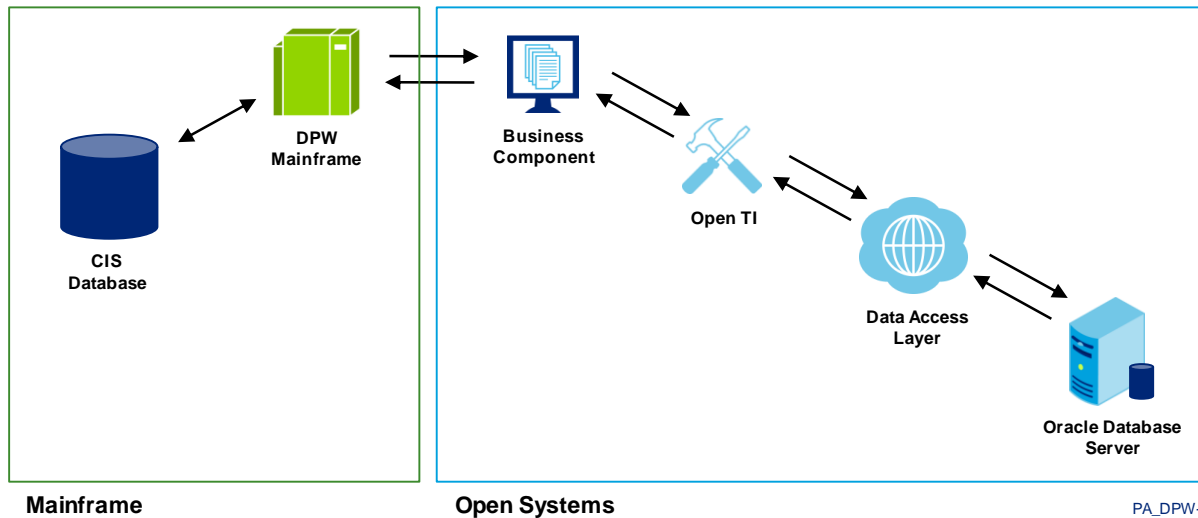 DPW
Mainframe
CIS
Database
Business
Component
Open TI
Data Access
Layer
Oracle Database
Server
Mainframe
Open Systems
PA_DPW-